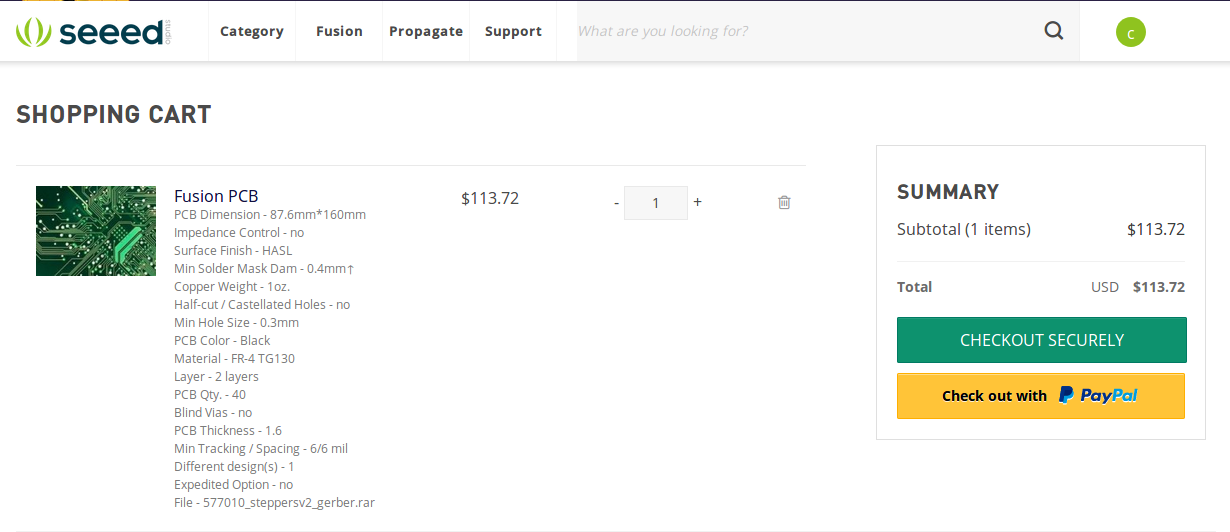 seeed studio
Category Fusion Propagate Support What are you looking for? c
SHOPPING CART
Fusion PCB $113.72 - 1 +
PCB Dimension - 87.6mm*160mm
Impedance Control - no
Surface Finish - HASL
Min Solder Mask Dam - 0.4mm↑
Copper Weight - 1oz.
Half-cut / Castellated Holes - no
Min Hole Size - 0.3mm
PCB Color - Black
Material - FR-4 TG130
Layer - 2 layers
PCB Qty. - 40
Blind Vias - no
PCB Thickness - 1.6
Min Tracking / Spacing - 6/6 mil
Different design(s) - 1
Expedited Option - no
File - 577010_steppersv2_gerber.rar
SUMMARY
Subtotal (1 items) $113.72
Total USD $113.72
CHECKOUT SECURELY
Check out with PayPal